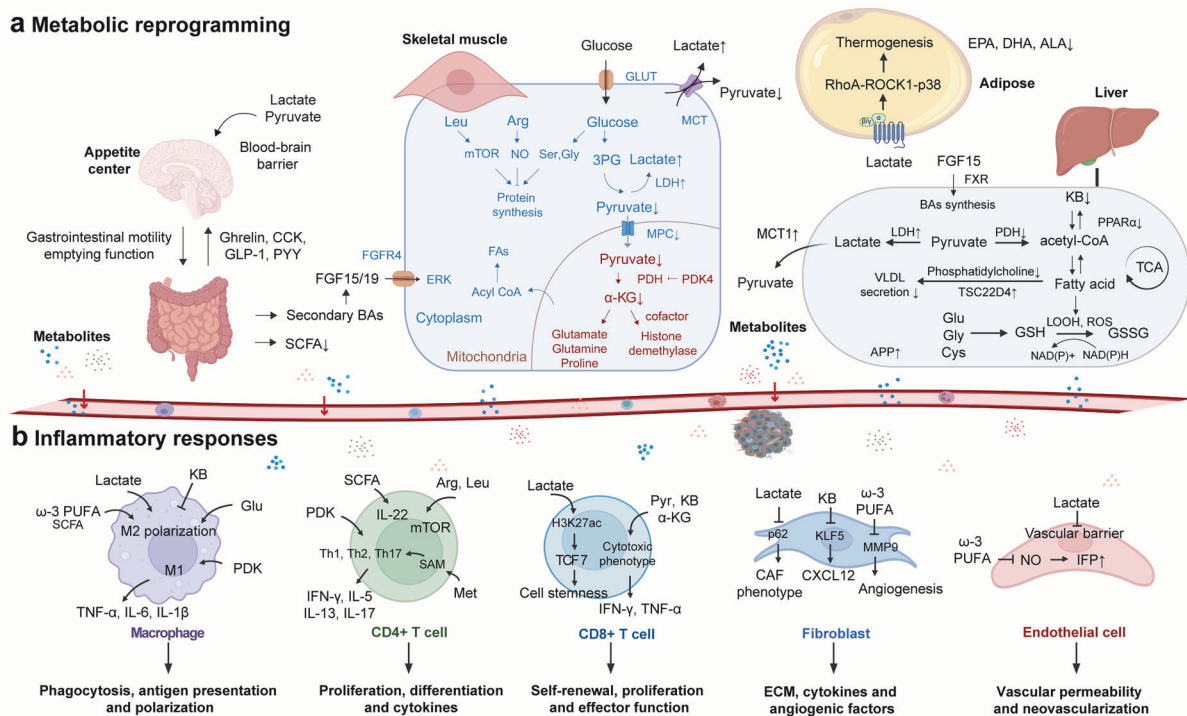 a Metabolic reprogramming
Lactate
Pyruvate
Blood-brain
barrier
Appetite
center
Gastrointestinal motility
emptying function
Ghrelin, CCK,
GLP-1, PYY
FGF15/19
Secondary BAs
SCFA↓
Metabolites
Skeletal muscle
Glucose
GLUT
Lactate↑
Pyruvate↓
MCT
Leu
Arg
Glucose
mTOR
NO
Ser,Gly
3PG
Lactate↑
LDH↑
Protein
synthesis
Pyruvate↓
MPC↓
FGFR4
ERK
FAs
Acyl CoA
Cytoplasm
Mitochondria
Pyruvate↓
PDH
PDK4
α-KG↓
cofactor
Glutamate
Glutamine
Proline
Histone
demethylase
Thermogenesis
RhoA-ROCK1-p38
β/γ
α
Lactate
EPA, DHA, ALA↓
Adipose
Liver
FGF15
FXR
BAs synthesis
KB↓
PPARα↓
MCT1↑
Lactate
LDH↑
Pyruvate
PDH↓
acetyl-CoA
TCA
Pyruvate
VLDL
secretion↓
Phosphatidylcholine↓
TSC22D4↑
Fatty acid
Glu
Gly
Cys
GSH
LOOH, ROS
GSSG
APP↑
NAD(P)+
NAD(P)H
Metabolites
b Inflammatory responses
Lactate
KB
ω-3 PUFA
SCFA
Glu
M2 polarization
M1
PDK
TNF-α, IL-6, IL-1β
Macrophage
Phagocytosis, antigen presentation
and polarization
SCFA
Arg, Leu
IL-22
mTOR
PDK
Th1, Th2, Th17
SAM
Met
IFN-γ, IL-5
IL-13, IL-17
CD4+ T cell
Proliferation, differentiation
and cytokines
Lactate
Pyr, KB
α-KG
H3K27ac
TCF7
Cytotoxic
phenotype
Cell stemness
IFN-γ, TNF-α
CD8+ T cell
Self-renewal, proliferation
and effector function
Lactate
KB
ω-3
PUFA
p62
KLF5
MMP9
CAF
phenotype
CXCL12
Angiogenesis
Fibroblast
ECM, cytokines and
angiogenic factors
Lactate
Vascular barrier
ω-3
PUFA
NO
IFP↑
Endothelial cell
Vascular permeability
and neovascularization